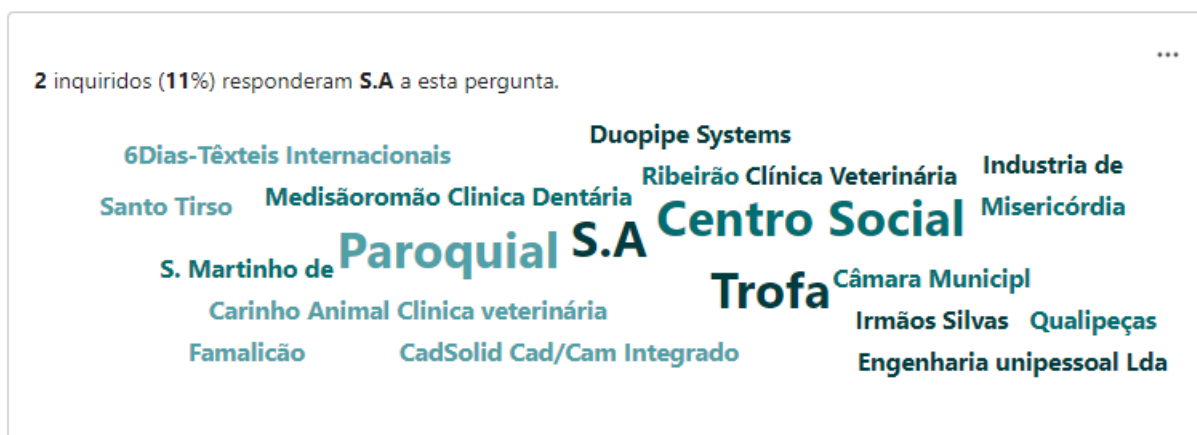 2 inquiridos (11%) responderam S.A a esta pergunta.
Duopipe Systems
6Dias-Têxteis Internacionais
Industria de
Ribeirão Clínica Veterinária
Medisãoromão Clinica Dentária
Santo Tirso
Misericórdia
Centro Social
S.A
Paroquial
S. Martinho de
Câmara Municipl
Trofa
Carinho Animal Clinica veterinária
Irmãos Silvas
Qualipeças
Famalicão
CadSolid Cad/Cam Integrado
Engenharia unipessoal Lda